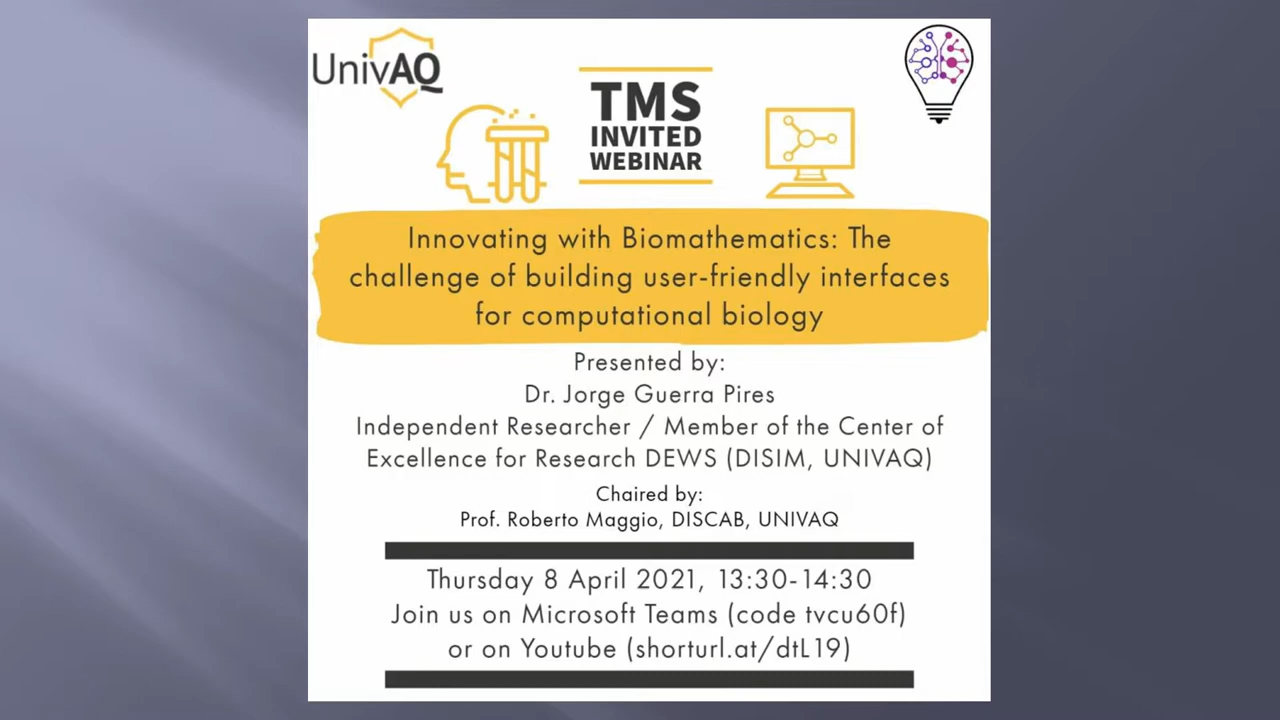 UnivAQ
TMS
INVITED
WEBINAR
Innovating with Biomathematics: The
challenge of building user-friendly interfaces
for computational biology
Presented by:
Dr. Jorge Guerra Pires
Independent Researcher / Member of the Center of
Excellence for Research DEWS (DISIM, UNIVAQ)
Chaired by:
Prof. Roberto Maggio, DISCAB, UNIVAQ
Thursday 8 April 2021, 13:30-14:30
Join us on Microsoft Teams (code tvcu60f)
or on Youtube (shorturl.at/dtL19)